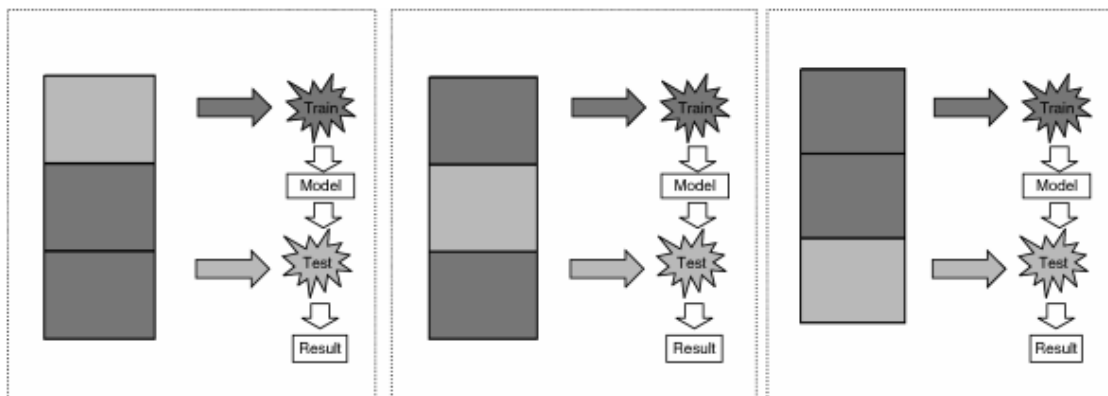 Train
Model
Test
Result
Train
Model
Test
Result
Train
Model
Test
Result